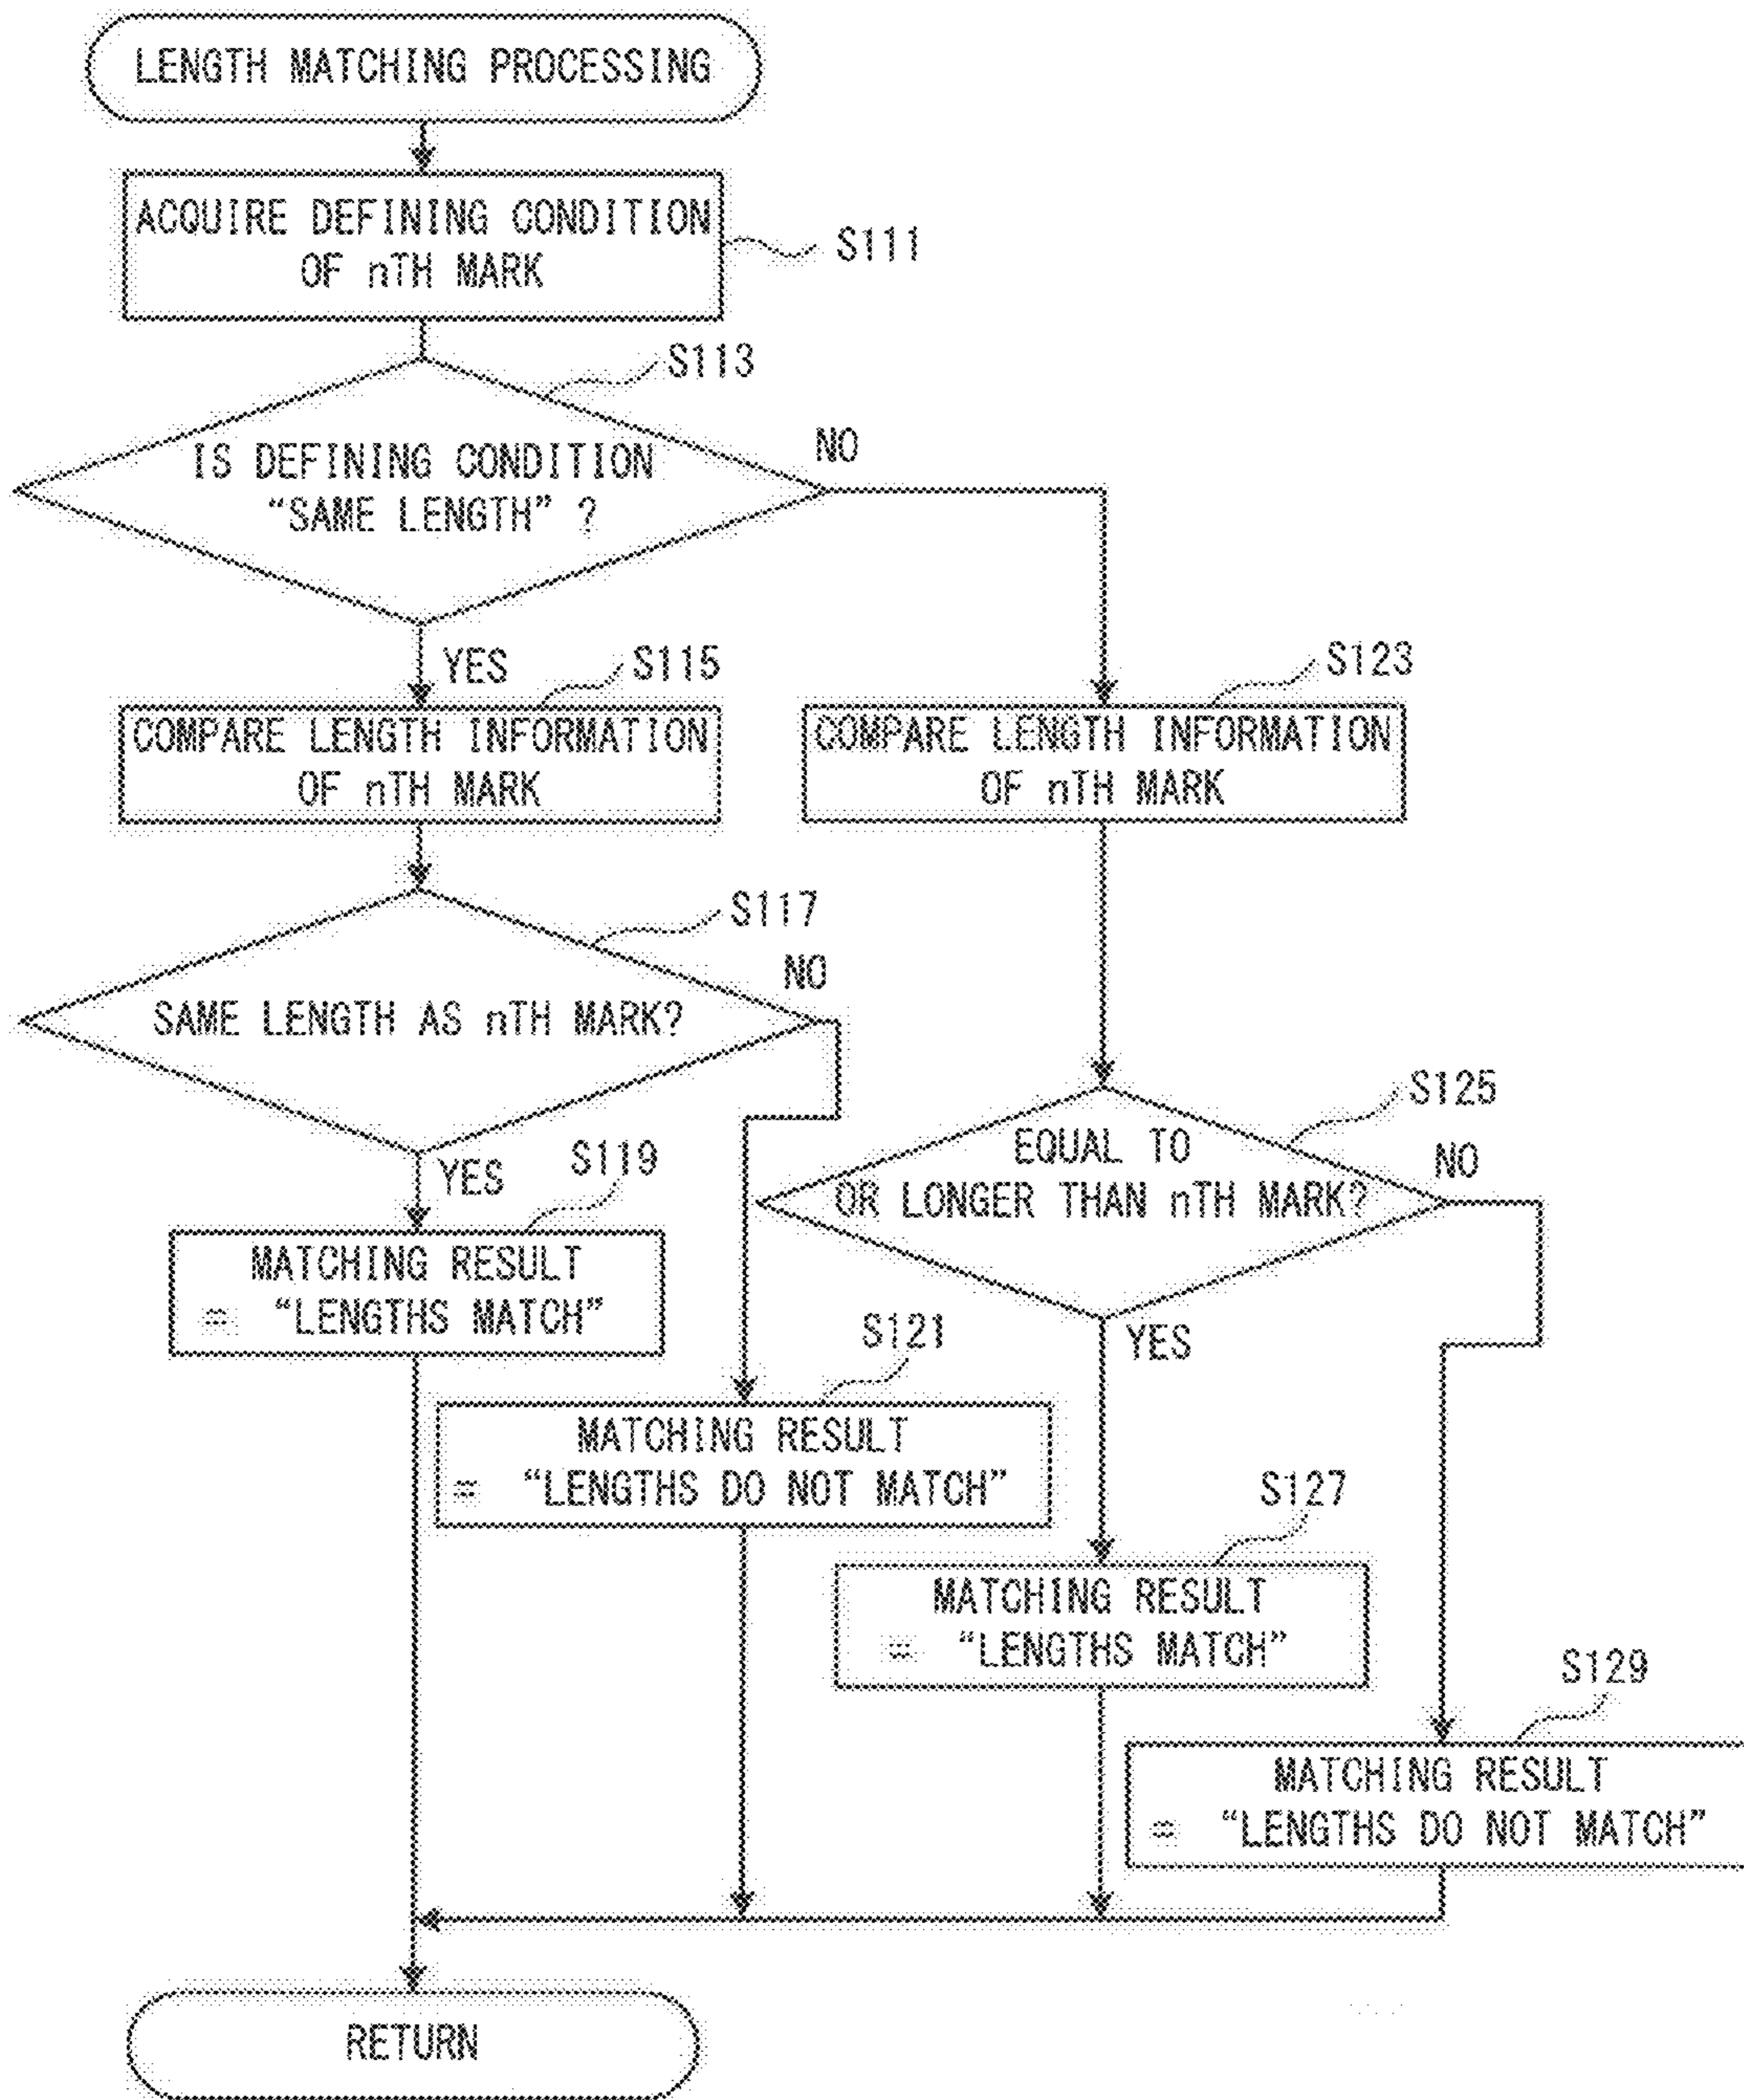 LENGTH MATCHING PROCESSING
ACQUIRE DEFINING CONDITION
OF nTH MARK
S111
S113
IS DEFINING CONDITION
“SAME LENGTH” ?
NO
YES
S115
COMPARE LENGTH INFORMATION
OF nTH MARK
S123
COMPARE LENGTH INFORMATION
OF nTH MARK
S117
SAME LENGTH AS nTH MARK?
NO
YES
S125
EQUAL TO
OR LONGER THAN nTH MARK?
NO
YES
S119
MATCHING RESULT
= “LENGTHS MATCH”
S121
MATCHING RESULT
= “LENGTHS DO NOT MATCH”
S127
MATCHING RESULT
= “LENGTHS MATCH”
S129
MATCHING RESULT
= “LENGTHS DO NOT MATCH”
RETURN